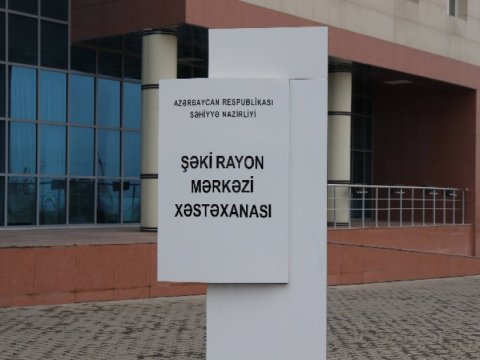 AZƏRBAYCAN RESPUBLİKASI
SƏHİYYƏ NAZİRLİYİ
ŞƏKİ RAYON
MƏRKƏZİ
XƏSTƏXANASI